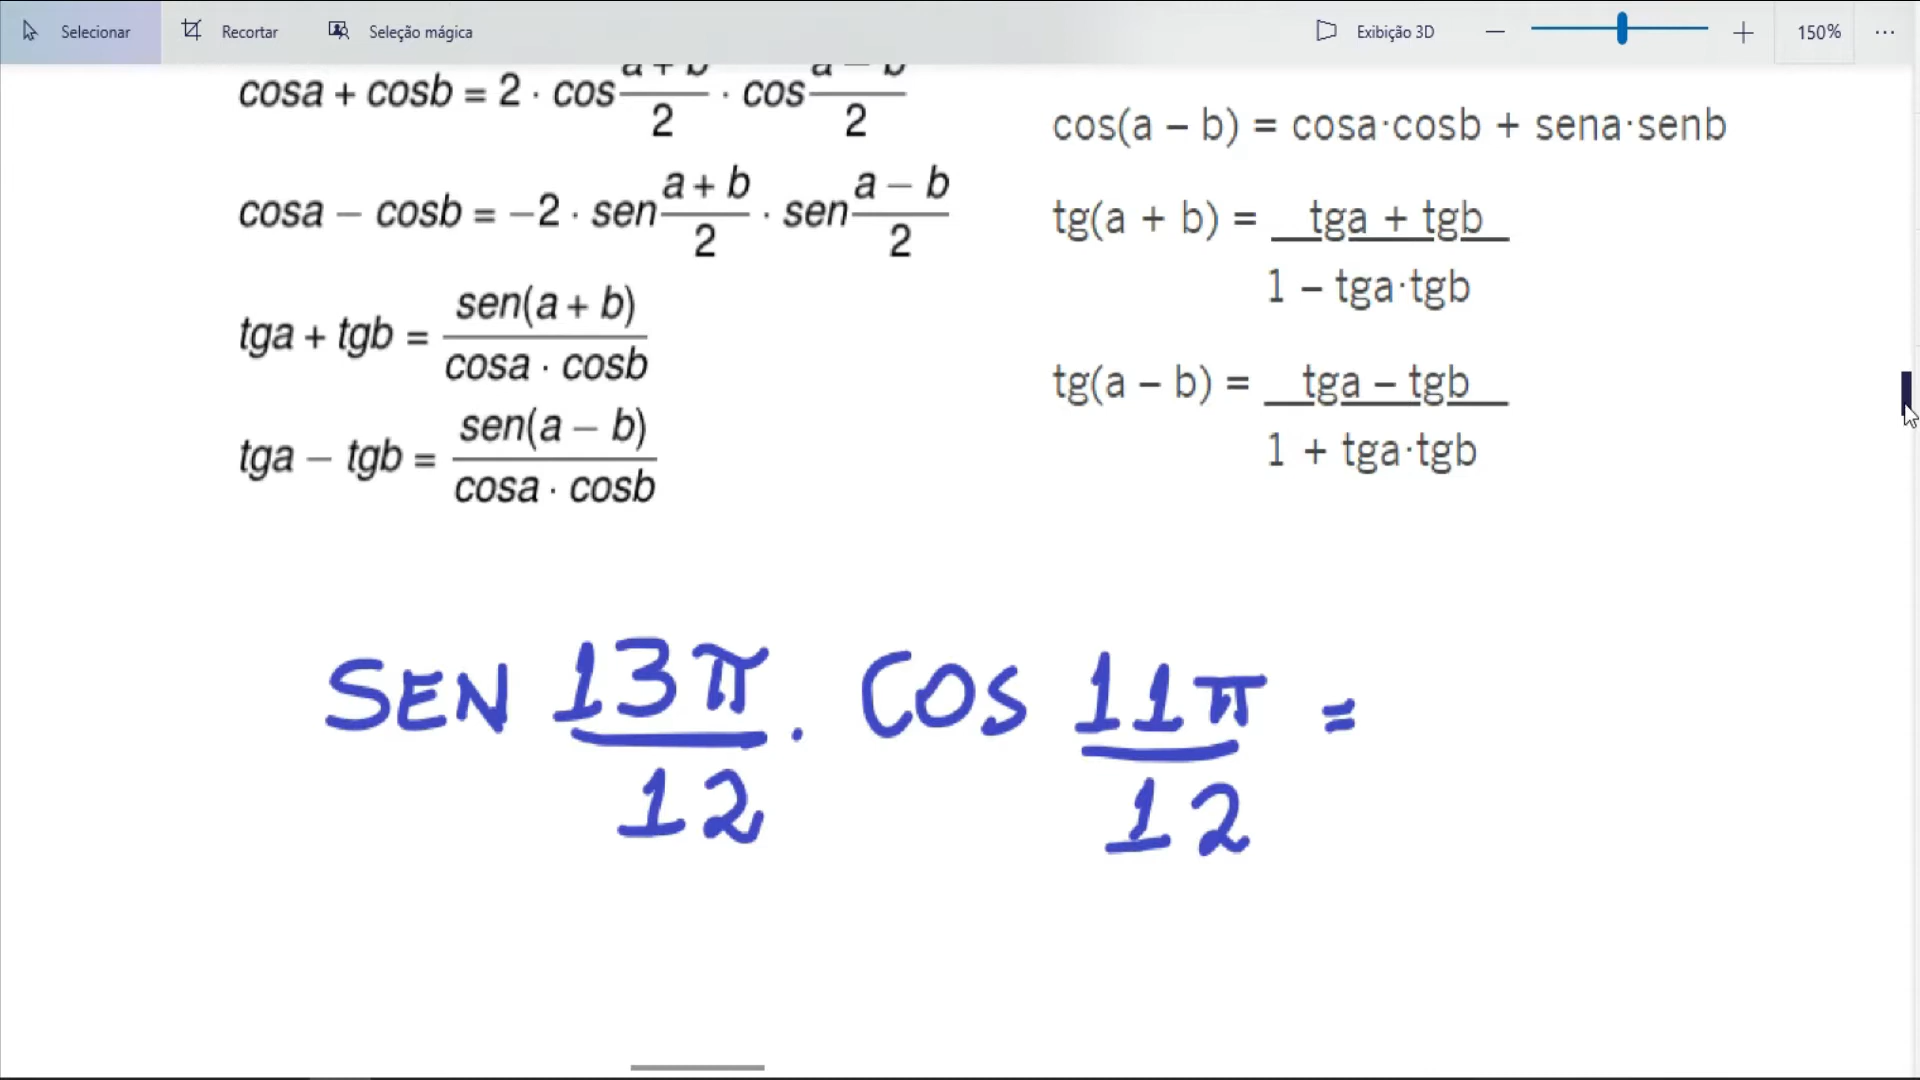 Selecionar Recortar Seleção mágica Exibição 3D 150%
cosa + cosb = 2 · cos a + b / 2 · cos a − b / 2
cos(a – b) = cosa·cosb + sena·senb
cosa − cosb = −2 · sen a + b / 2 · sen a − b / 2
tg(a + b) = tga + tgb
1 – tga·tgb
tga + tgb = sen(a + b) / cosa · cosb
tg(a – b) = tga – tgb
1 + tga·tgb
tga − tgb = sen(a − b) / cosa · cosb
SEN 13π / 12 . COS 11π / 12 =